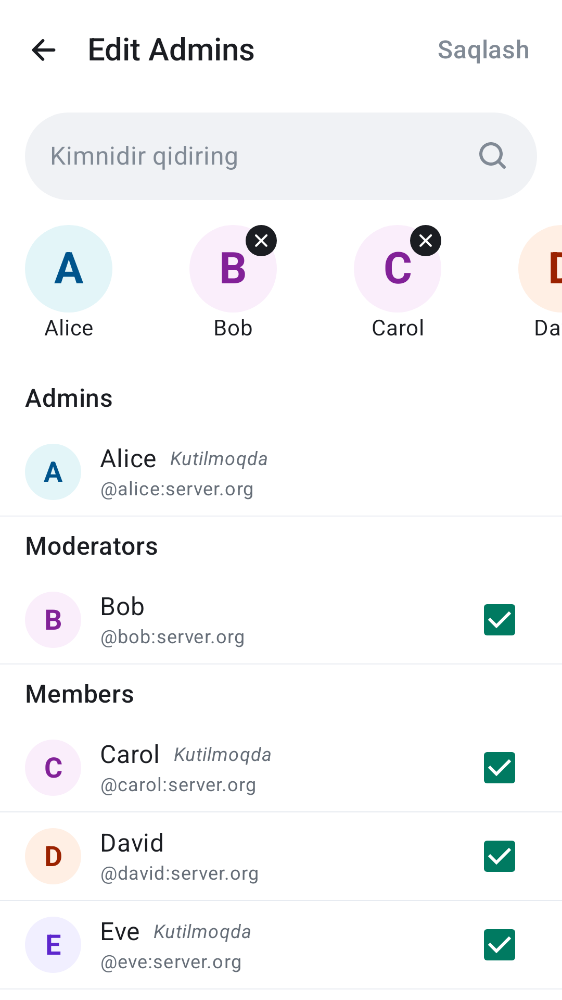 Edit Admins
Saqlash
Kimnidir qidiring
A
B
C
D
Alice
Bob
Carol
Da
Admins
A
Alice Kutilmoqda
@alice:server.org
Moderators
B
Bob
@bob:server.org
Members
C
Carol Kutilmoqda
@carol:server.org
D
David
@david:server.org
E
Eve Kutilmoqda
@eve:server.org